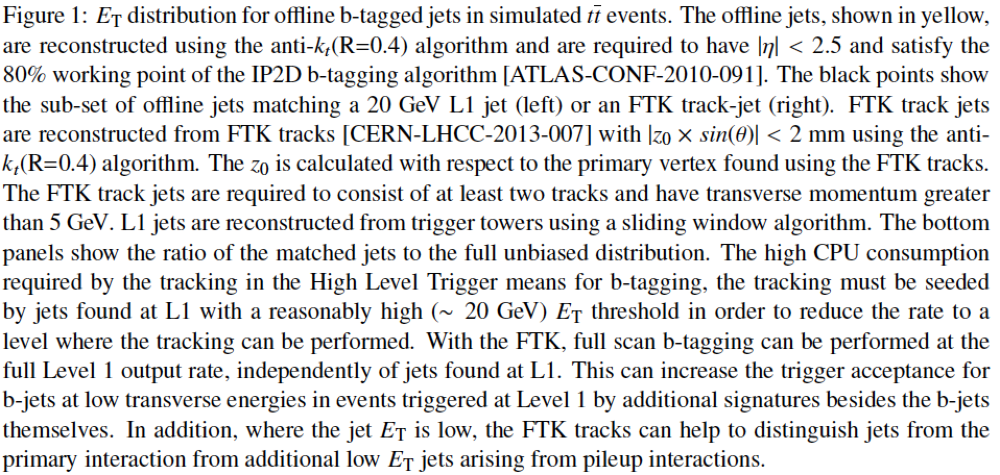 Figure 1: E_T distribution for offline b-tagged jets in simulated tt̄ events. The offline jets, shown in yellow,
are reconstructed using the anti-k_t(R=0.4) algorithm and are required to have |η| < 2.5 and satisfy the
80% working point of the IP2D b-tagging algorithm [ATLAS-CONF-2010-091]. The black points show
the sub-set of offline jets matching a 20 GeV L1 jet (left) or an FTK track-jet (right). FTK track jets
are reconstructed from FTK tracks [CERN-LHCC-2013-007] with |z_0 × sin(θ)| < 2 mm using the anti-
k_t(R=0.4) algorithm. The z_0 is calculated with respect to the primary vertex found using the FTK tracks.
The FTK track jets are required to consist of at least two tracks and have transverse momentum greater
than 5 GeV. L1 jets are reconstructed from trigger towers using a sliding window algorithm. The bottom
panels show the ratio of the matched jets to the full unbiased distribution. The high CPU consumption
required by the tracking in the High Level Trigger means for b-tagging, the tracking must be seeded
by jets found at L1 with a reasonably high (∼ 20 GeV) E_T threshold in order to reduce the rate to a
level where the tracking can be performed. With the FTK, full scan b-tagging can be performed at the
full Level 1 output rate, independently of jets found at L1. This can increase the trigger acceptance for
b-jets at low transverse energies in events triggered at Level 1 by additional signatures besides the b-jets
themselves. In addition, where the jet E_T is low, the FTK tracks can help to distinguish jets from the
primary interaction from additional low E_T jets arising from pileup interactions.